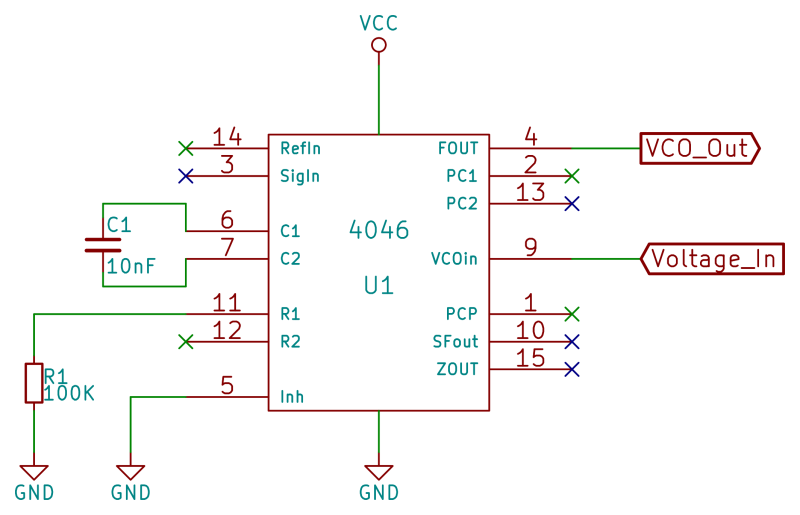 VCC
14
RefIn
FOUT
4
VCO_Out
3
SigIn
PC1
2
PC2
13
C1
10nF
6
C1
4046
7
C2
VCOin
9
Voltage_In
U1
11
R1
PCP
1
12
R2
SFout
10
ZOUT
15
R1
100K
5
Inh
GND
GND
GND